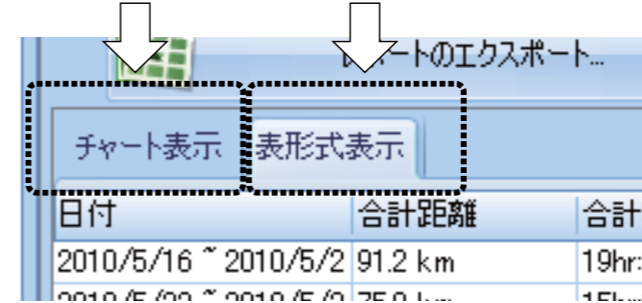 レポートのエクスポート...
チャート表示 表形式表示
日付 合計距離 合計
2010/5/16 ~ 2010/5/2 91.2 km 19hr: